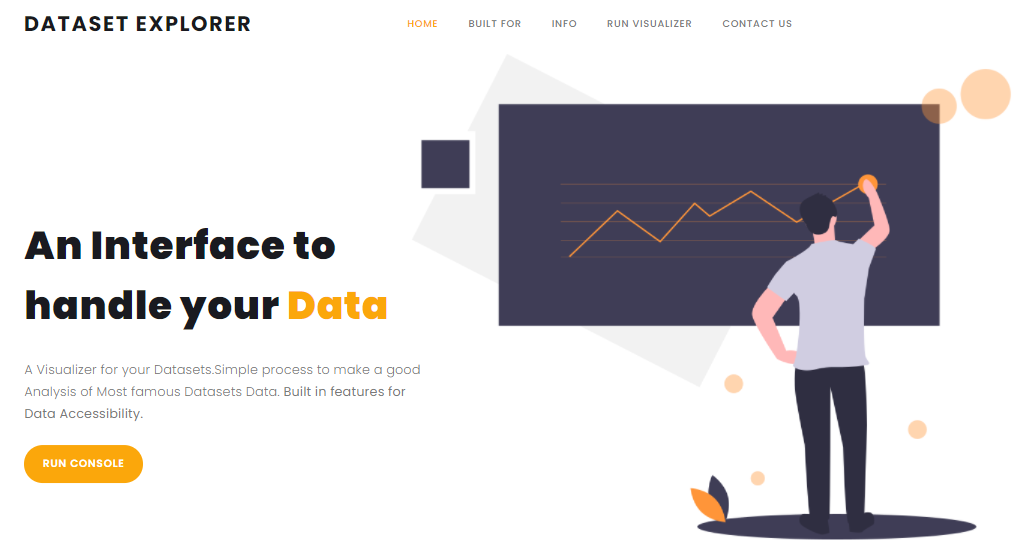 DATASET EXPLORER
HOME BUILT FOR INFO RUN VISUALIZER CONTACT US
An Interface to
handle your Data
A Visualizer for your Datasets.Simple process to make a good
Analysis of Most famous Datasets Data. Built in features for
Data Accessibility.
RUN CONSOLE